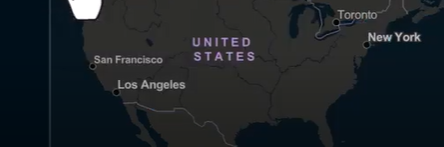 Toronto
New York
UNITED
STATES
San Francisco
Los Angeles